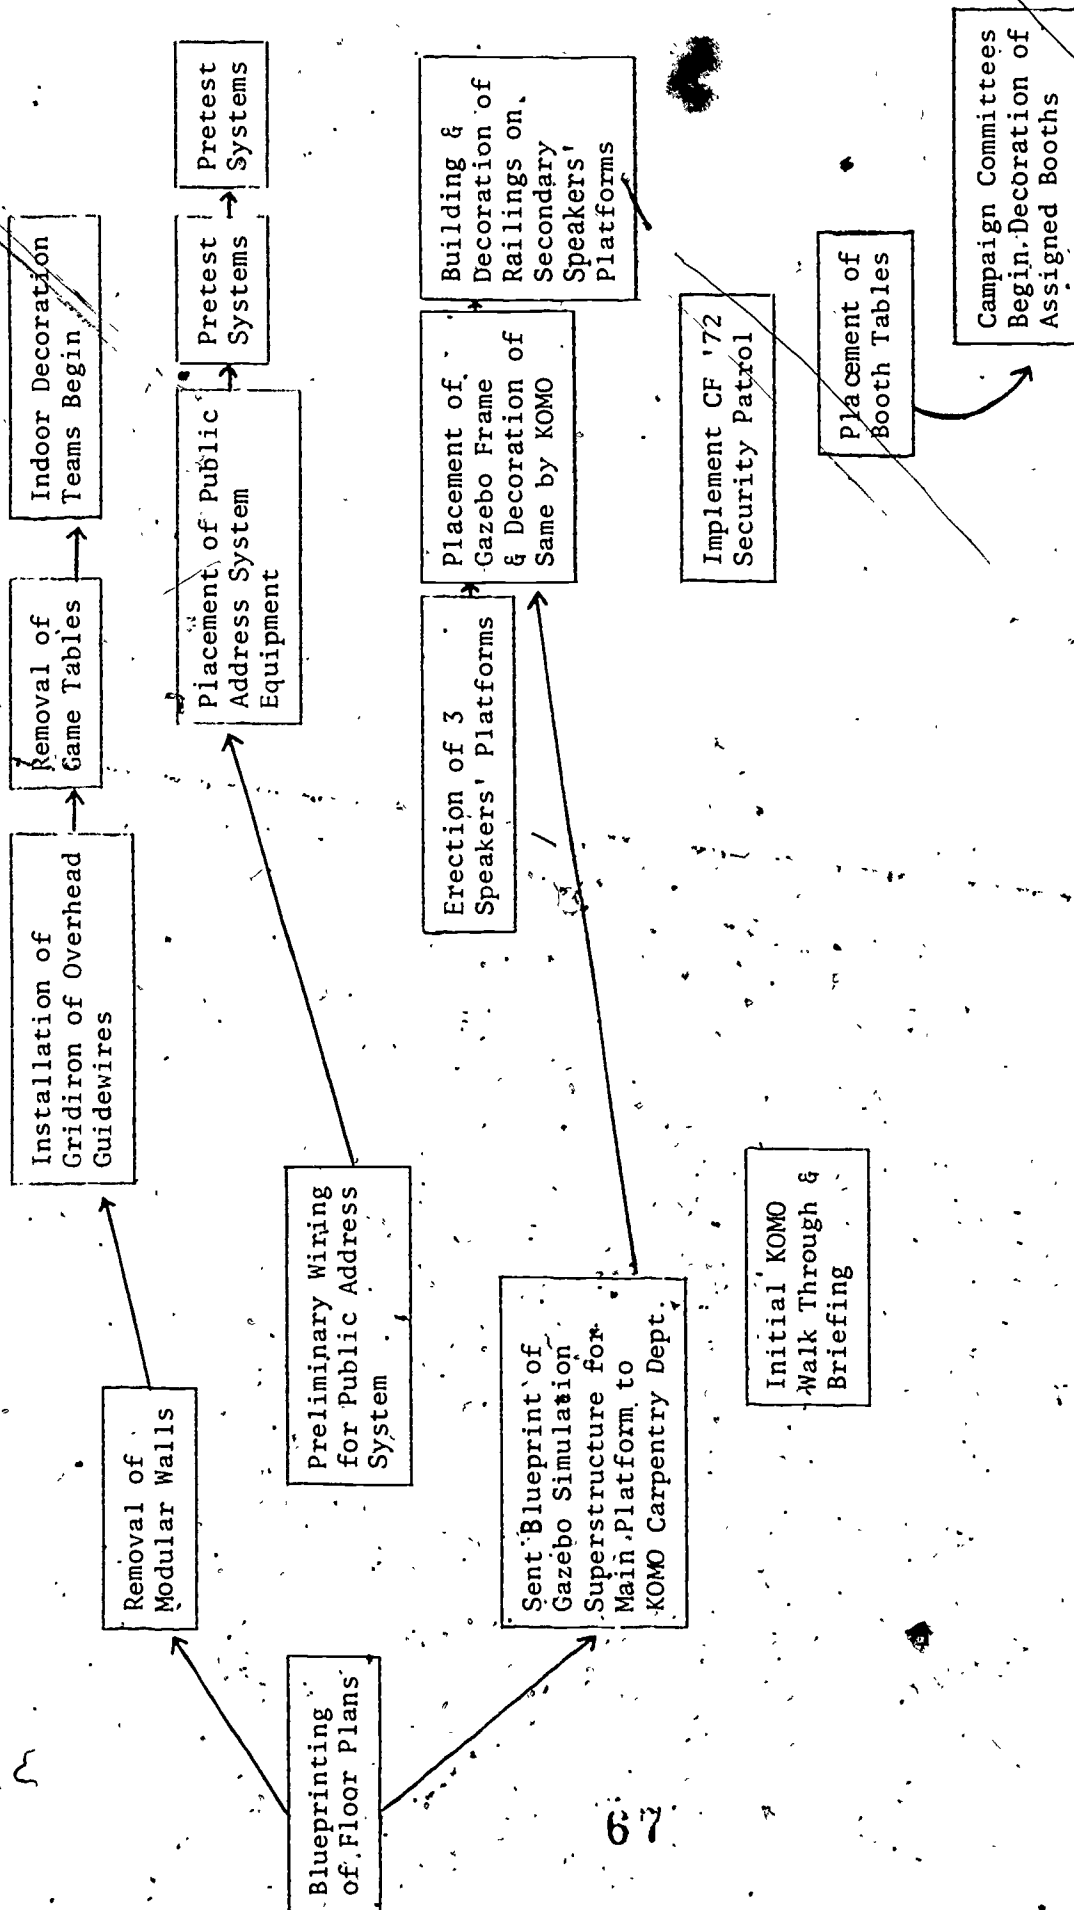 Blueprinting
of Floor Plans
Removal of
Modular Walls
Installation of
Gridiron of Overhead
Guidewires
Removal of
Game Tables
Indoor Decoration
Teams Begin
Preliminary Wiring
for Public Address
System
Placement of Public
Address System
Equipment
Pretest
Systems
Pretest
Systems
Sent Blueprint of
Gazebo Simulation
Superstructure for
Main Platform to
KOMO Carpentry Dept.
Erection of 3
Speakers' Platforms
Placement of
Gazebo Frame
& Decoration of
Same by KOMO
Building &
Decoration of
Railings on
Secondary
Speakers'
Platforms
Initial KOMO
Walk Through &
Briefing
Implement CF '72
Security Patrol
Placement of
Booth Tables
Campaign Committees
Begin Decoration of
Assigned Booths
67